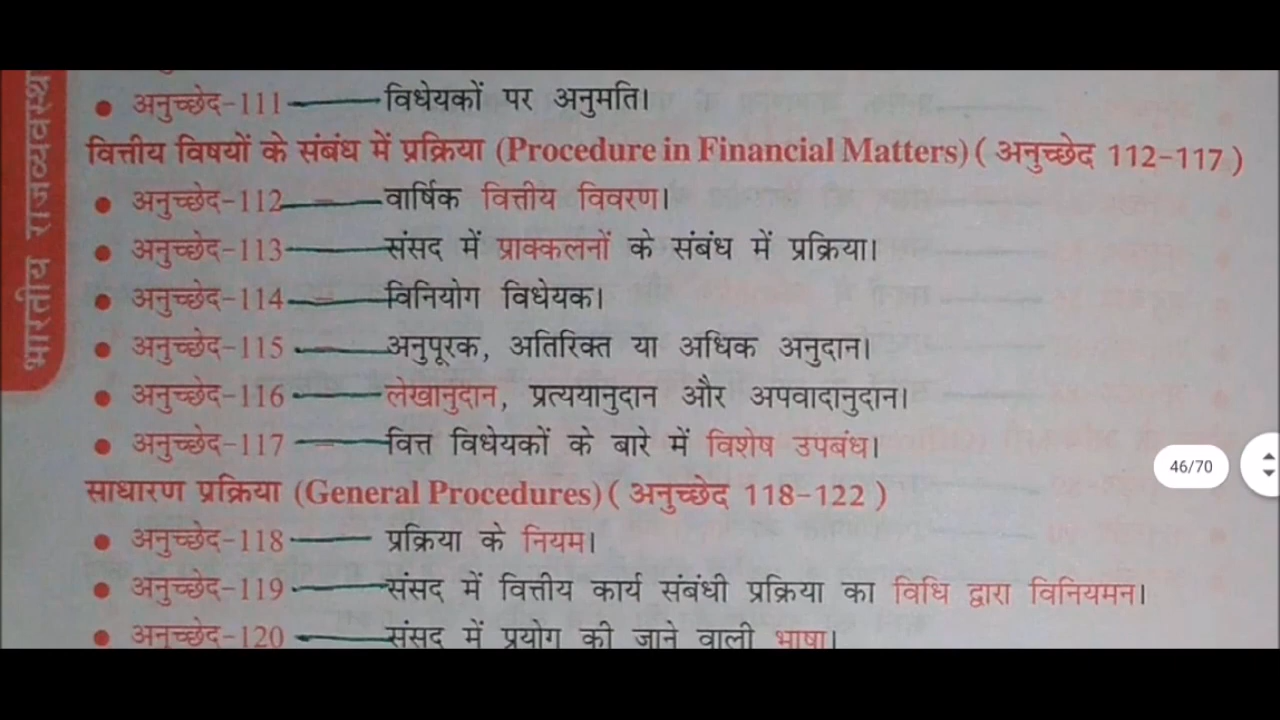 भारतीय राजव्यवस्थ
• अनुच्छेद-111 विधेयकों पर अनुमति।
वित्तीय विषयों के संबंध में प्रक्रिया (Procedure in Financial Matters) ( अनुच्छेद 112-117 )
• अनुच्छेद-112 वार्षिक वित्तीय विवरण।
• अनुच्छेद-113 संसद में प्राक्कलनों के संबंध में प्रक्रिया।
• अनुच्छेद-114 विनियोग विधेयक।
• अनुच्छेद-115 अनुपूरक, अतिरिक्त या अधिक अनुदान।
• अनुच्छेद-116 लेखानुदान, प्रत्ययानुदान और अपवादानुदान।
• अनुच्छेद-117 वित्त विधेयकों के बारे में विशेष उपबंध।
46/70
साधारण प्रक्रिया (General Procedures) ( अनुच्छेद 118-122 )
• अनुच्छेद-118 प्रक्रिया के नियम।
• अनुच्छेद-119 संसद में वित्तीय कार्य संबंधी प्रक्रिया का विधि द्वारा विनियमन।
• अनुच्छेद-120 संसद में प्रयोग की जाने वाली भाषा।